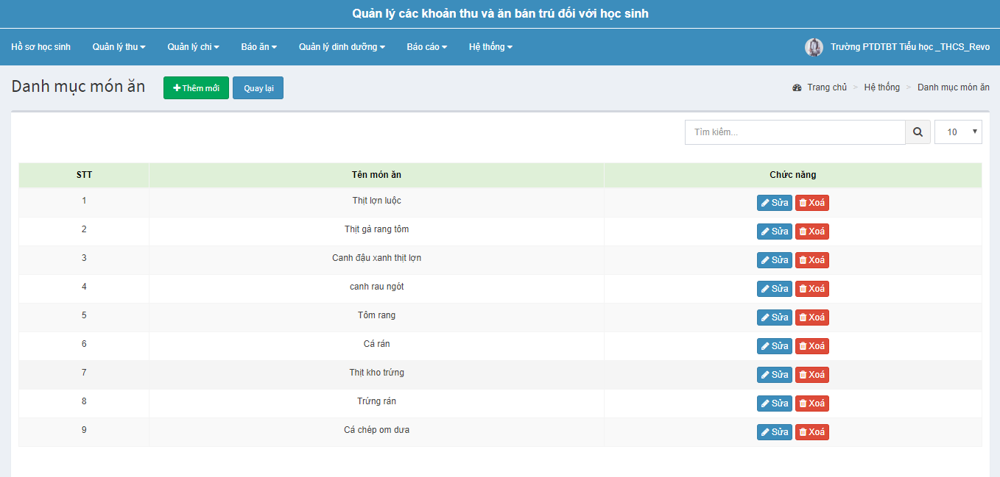 Quản lý các khoản thu và ăn bán trú đối với học sinh
Hồ sơ học sinh Quản lý thu Quản lý chi Báo ăn Quản lý dinh dưỡng Báo cáo Hệ thống Trường PTDTBT Tiểu học _THCS_Revo
Danh mục món ăn Thêm mới Quay lại Trang chủ > Hệ thống > Danh mục món ăn
Tìm kiếm... 10
STT Tên món ăn Chức năng
1 Thịt lợn luộc Sửa Xoá
2 Thịt gà rang tôm Sửa Xoá
3 Canh đậu xanh thịt lợn Sửa Xoá
4 canh rau ngót Sửa Xoá
5 Tôm rang Sửa Xoá
6 Cá rán Sửa Xoá
7 Thịt kho trứng Sửa Xoá
8 Trứng rán Sửa Xoá
9 Cá chép om dưa Sửa Xoá